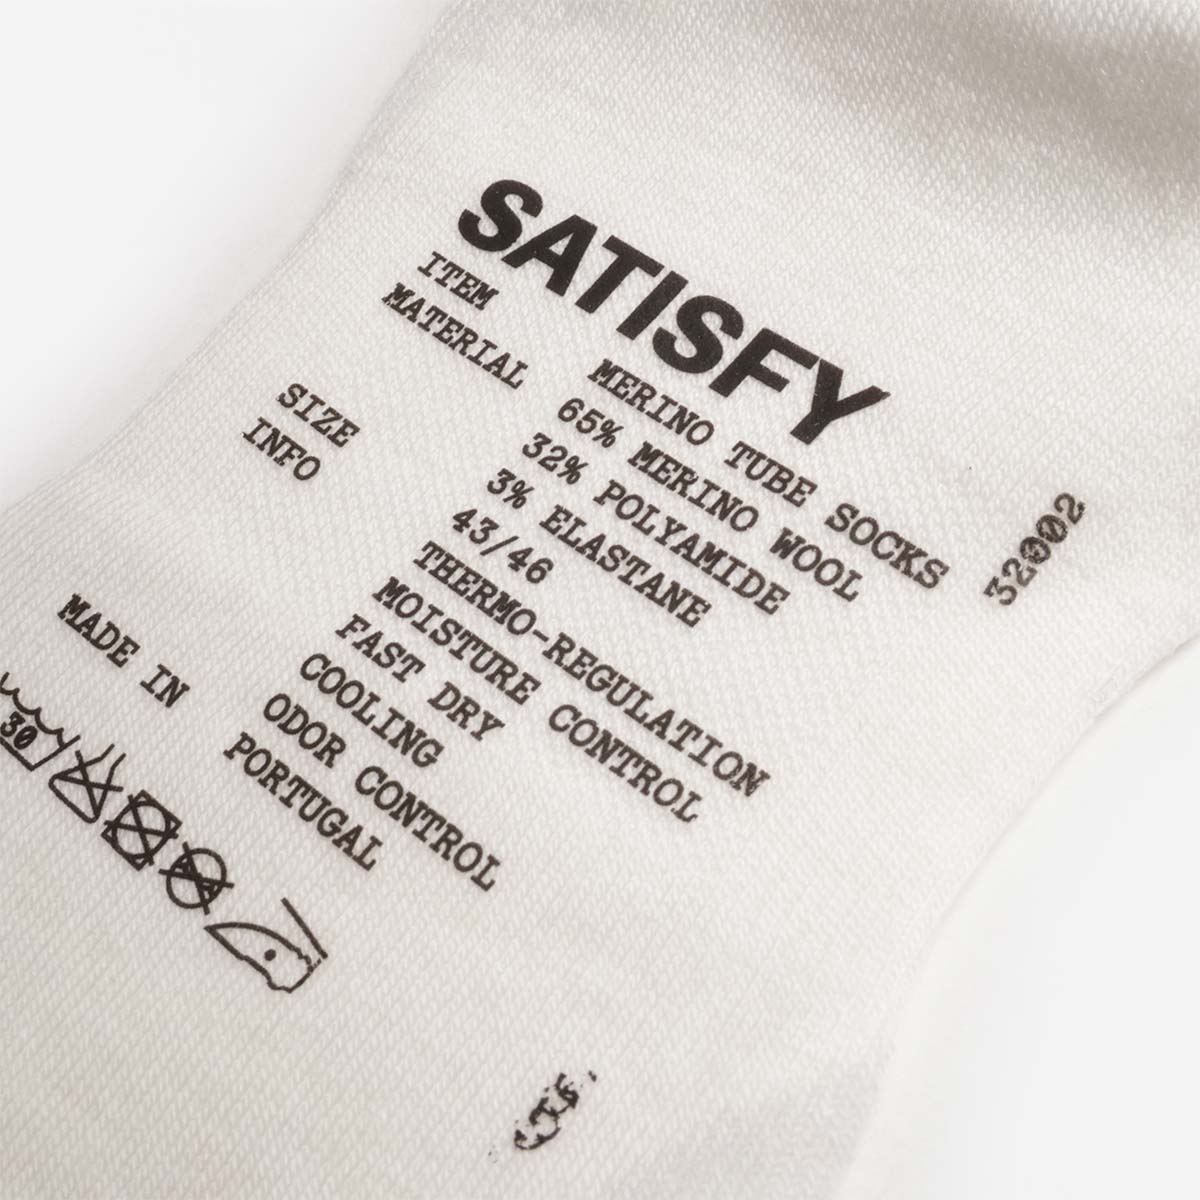 SATISFY
ITEM MERINO TUBE SOCKS
MATERIAL 65% MERINO WOOL
32% POLYAMIDE
3% ELASTANE
SIZE 43/46
INFO THERMO-REGULATION
MOISTURE CONTROL
FAST DRY
COOLING
ODOR CONTROL
MADE IN PORTUGAL
30
32002